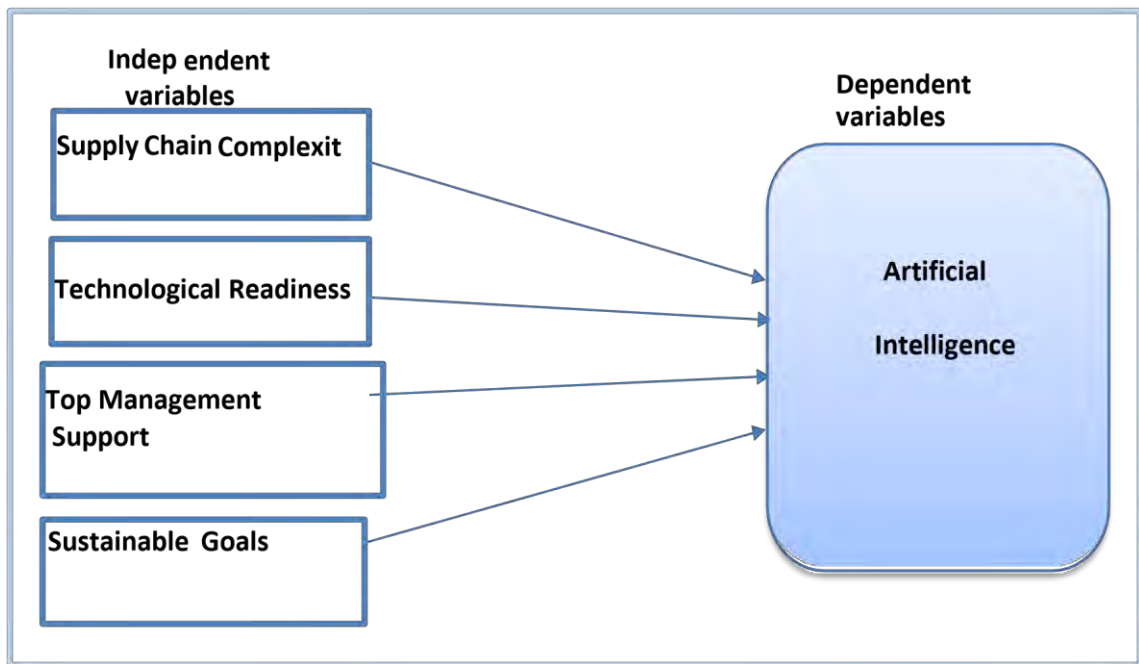 Indep endent
variables
Supply Chain Complexit
Technological Readiness
Top Management
Support
Sustainable Goals
Dependent
variables
Artificial
Intelligence